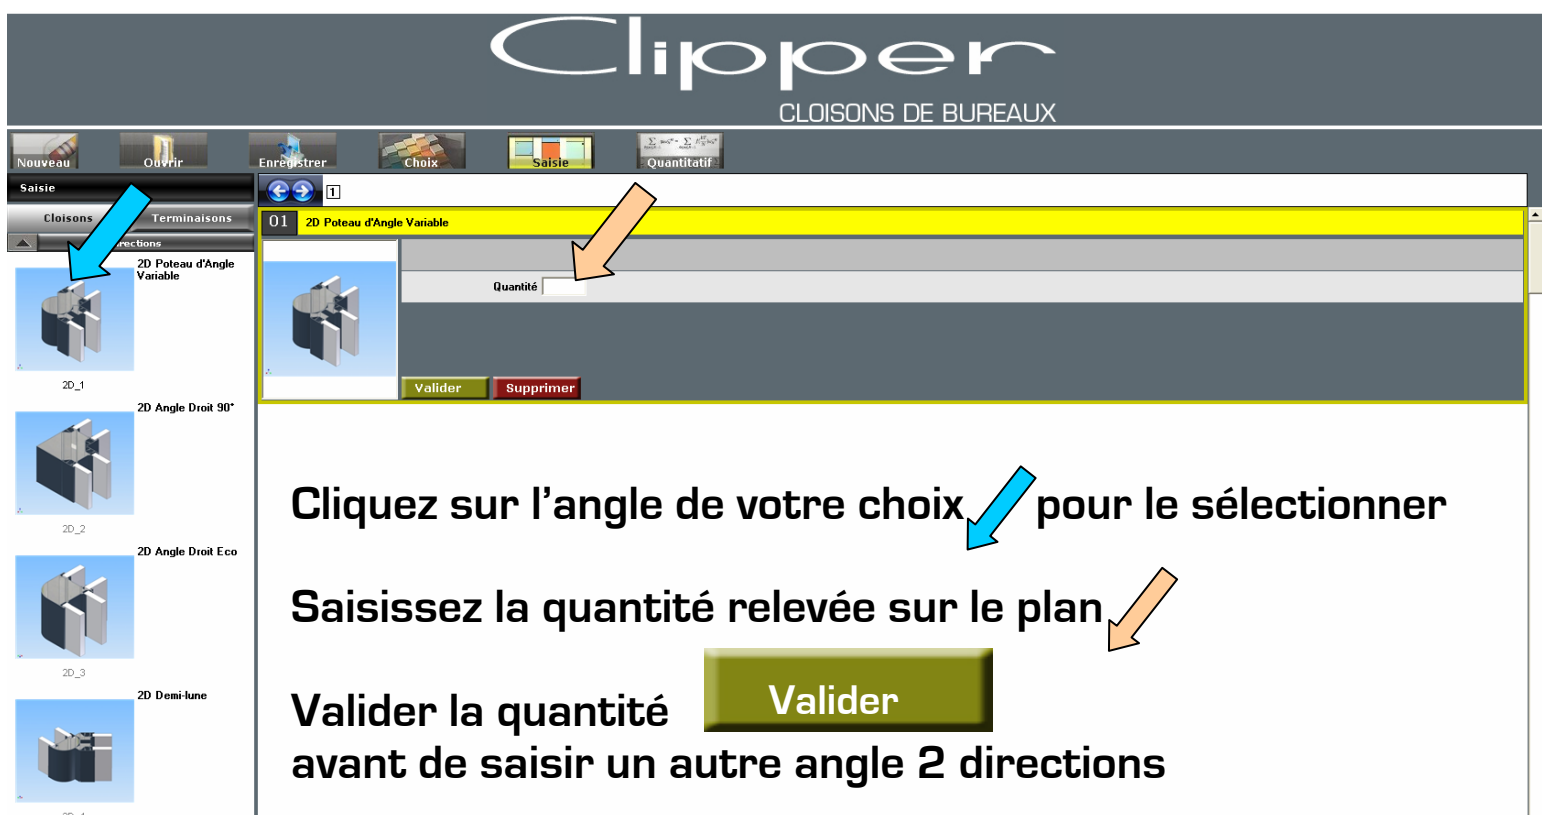 Clipper
CLOISONS DE BUREAUX
Nouveau Ouvrir Enregistrer Choix Saisie Quantitatif
Saisie
1
Cloisons Terminaisons
01 2D Poteau d'Angle Variable
2D Poteau d'Angle
Variable
Quantité
2D_1
Valider Supprimer
2D Angle Droit 90°
2D_2
2D Angle Droit Eco
2D_3
2D Demi-lune
Cliquez sur l'angle de votre choix pour le sélectionner
Saisissez la quantité relevée sur le plan
Valider la quantité Valider
avant de saisir un autre angle 2 directions